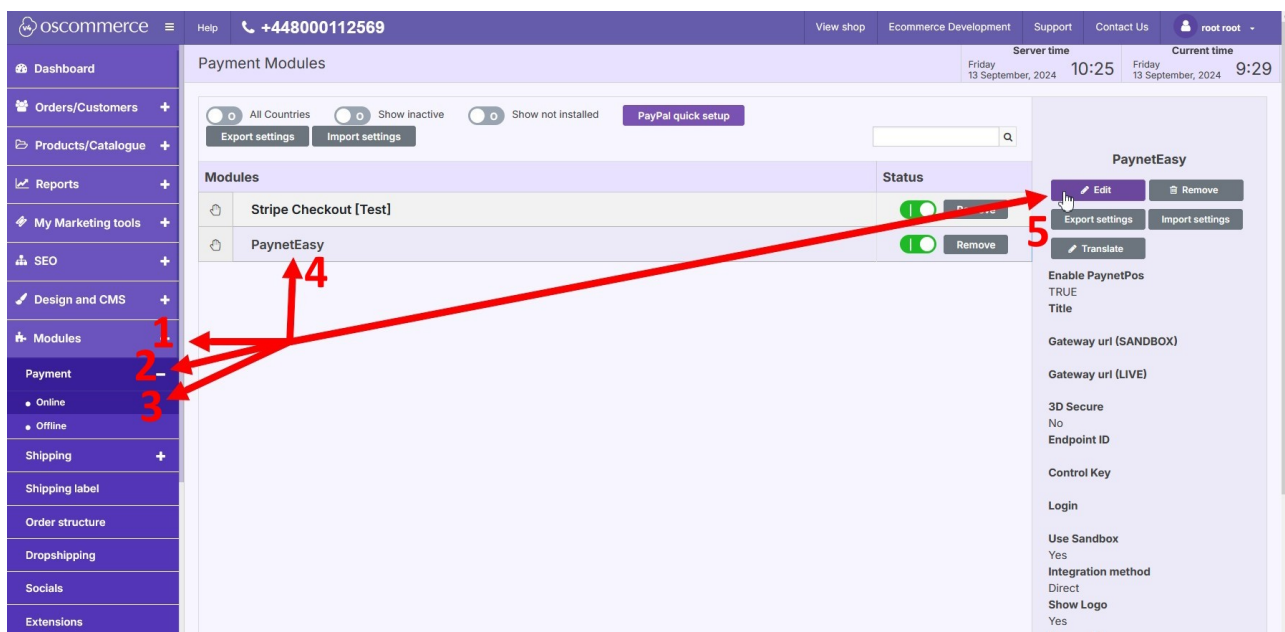 oscommerce
Help +448000112569
View shop Ecommerce Development Support Contact Us root root
Dashboard
Orders/Customers +
Products/Catalogue +
Reports +
My Marketing tools +
SEO +
Design and CMS +
Modules
Payment –
Online
Offline
Shipping +
Shipping label
Order structure
Dropshipping
Socials
Extensions
Payment Modules
Server time
Friday
13 September, 2024 10:25
Current time
Friday
13 September, 2024 9:29
All Countries Show inactive Show not installed PayPal quick setup
Export settings Import settings
Modules Status
Stripe Checkout [Test]
PaynetEasy Remove
1
2
3
4
5
PaynetEasy
Edit Remove
Export settings Import settings
Translate
Enable PaynetPos
TRUE
Title
Gateway url (SANDBOX)
Gateway url (LIVE)
3D Secure
No
Endpoint ID
Control Key
Login
Use Sandbox
Yes
Integration method
Direct
Show Logo
Yes